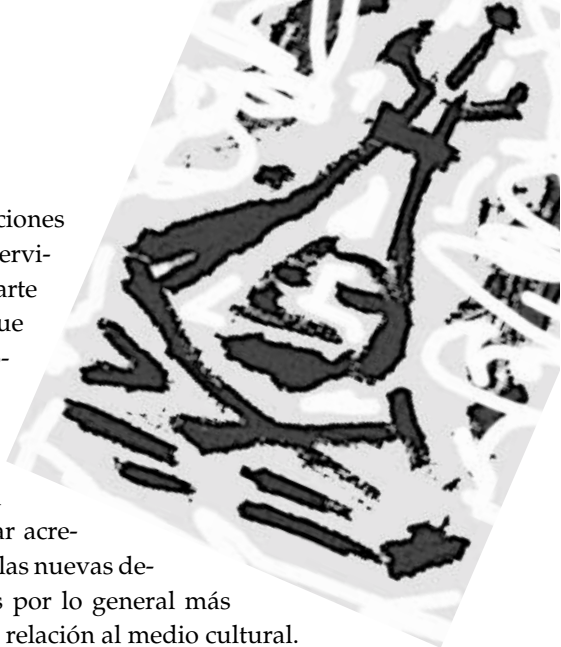 ciones
ervi-
arte
ue
-
ar acre-
las nuevas de-
s por lo general más
relación al medio cultural.